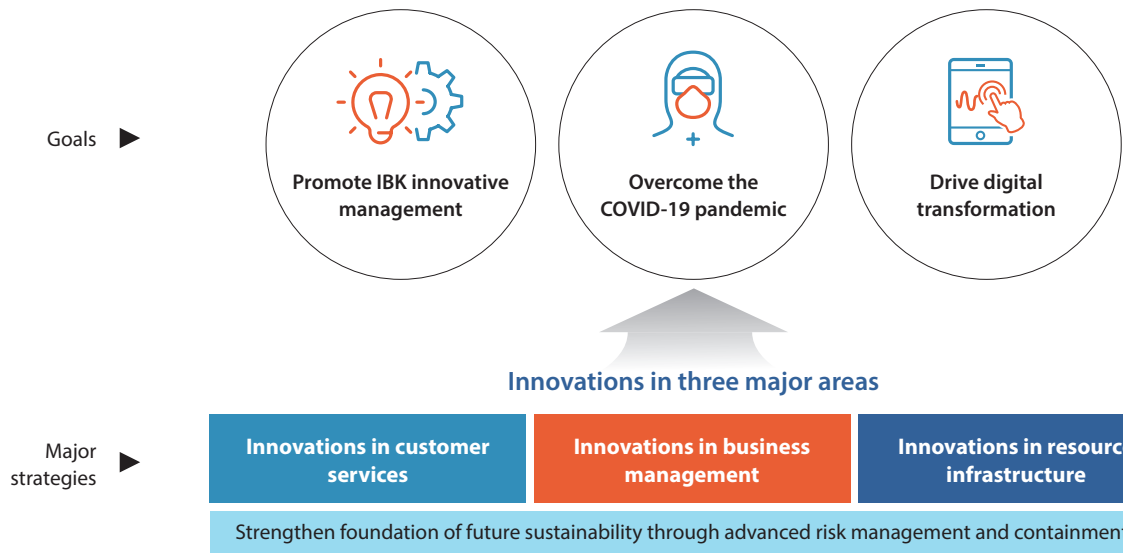 Goals
Promote IBK innovative
management
Overcome the
COVID-19 pandemic
Drive digital
transformation
Innovations in three major areas
Major
strategies
Innovations in customer
services
Innovations in business
management
Innovations in
infrastructure
Strengthen foundation of future sustainability through advanced risk management and containment